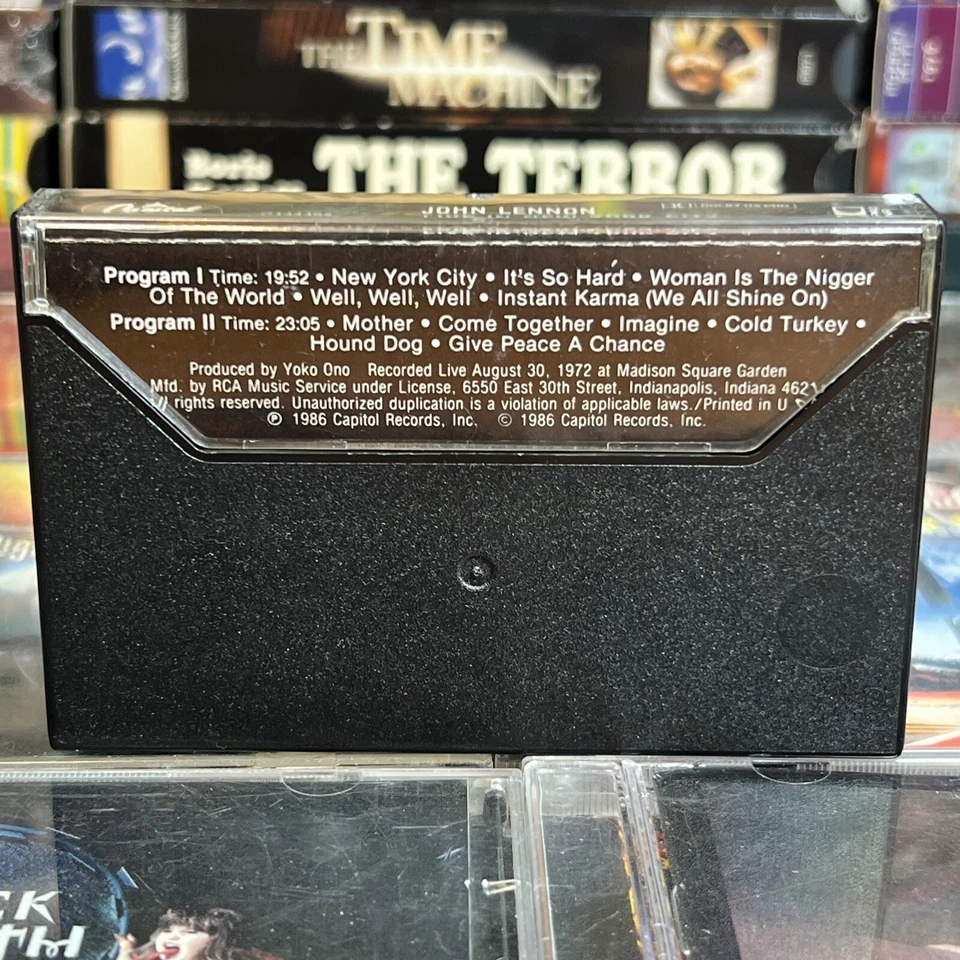 THE TIME
MACHINE
Boris
THE TERROR
Capitol
JOHN LENNON
Program I Time: 19:52 • New York City • It's So Hard • Woman Is The Nigger
Of The World • Well, Well, Well • Instant Karma (We All Shine On)
Program II Time: 23:05 • Mother • Come Together • Imagine • Cold Turkey •
Hound Dog • Give Peace A Chance
Produced by Yoko Ono Recorded Live August 30, 1972 at Madison Square Garden
Mfd. by RCA Music Service under License, 6550 East 30th Street, Indianapolis, Indiana 4621
rights reserved. Unauthorized duplication is a violation of applicable laws./Printed in U
℗ 1986 Capitol Records, Inc. © 1986 Capitol Records, Inc.